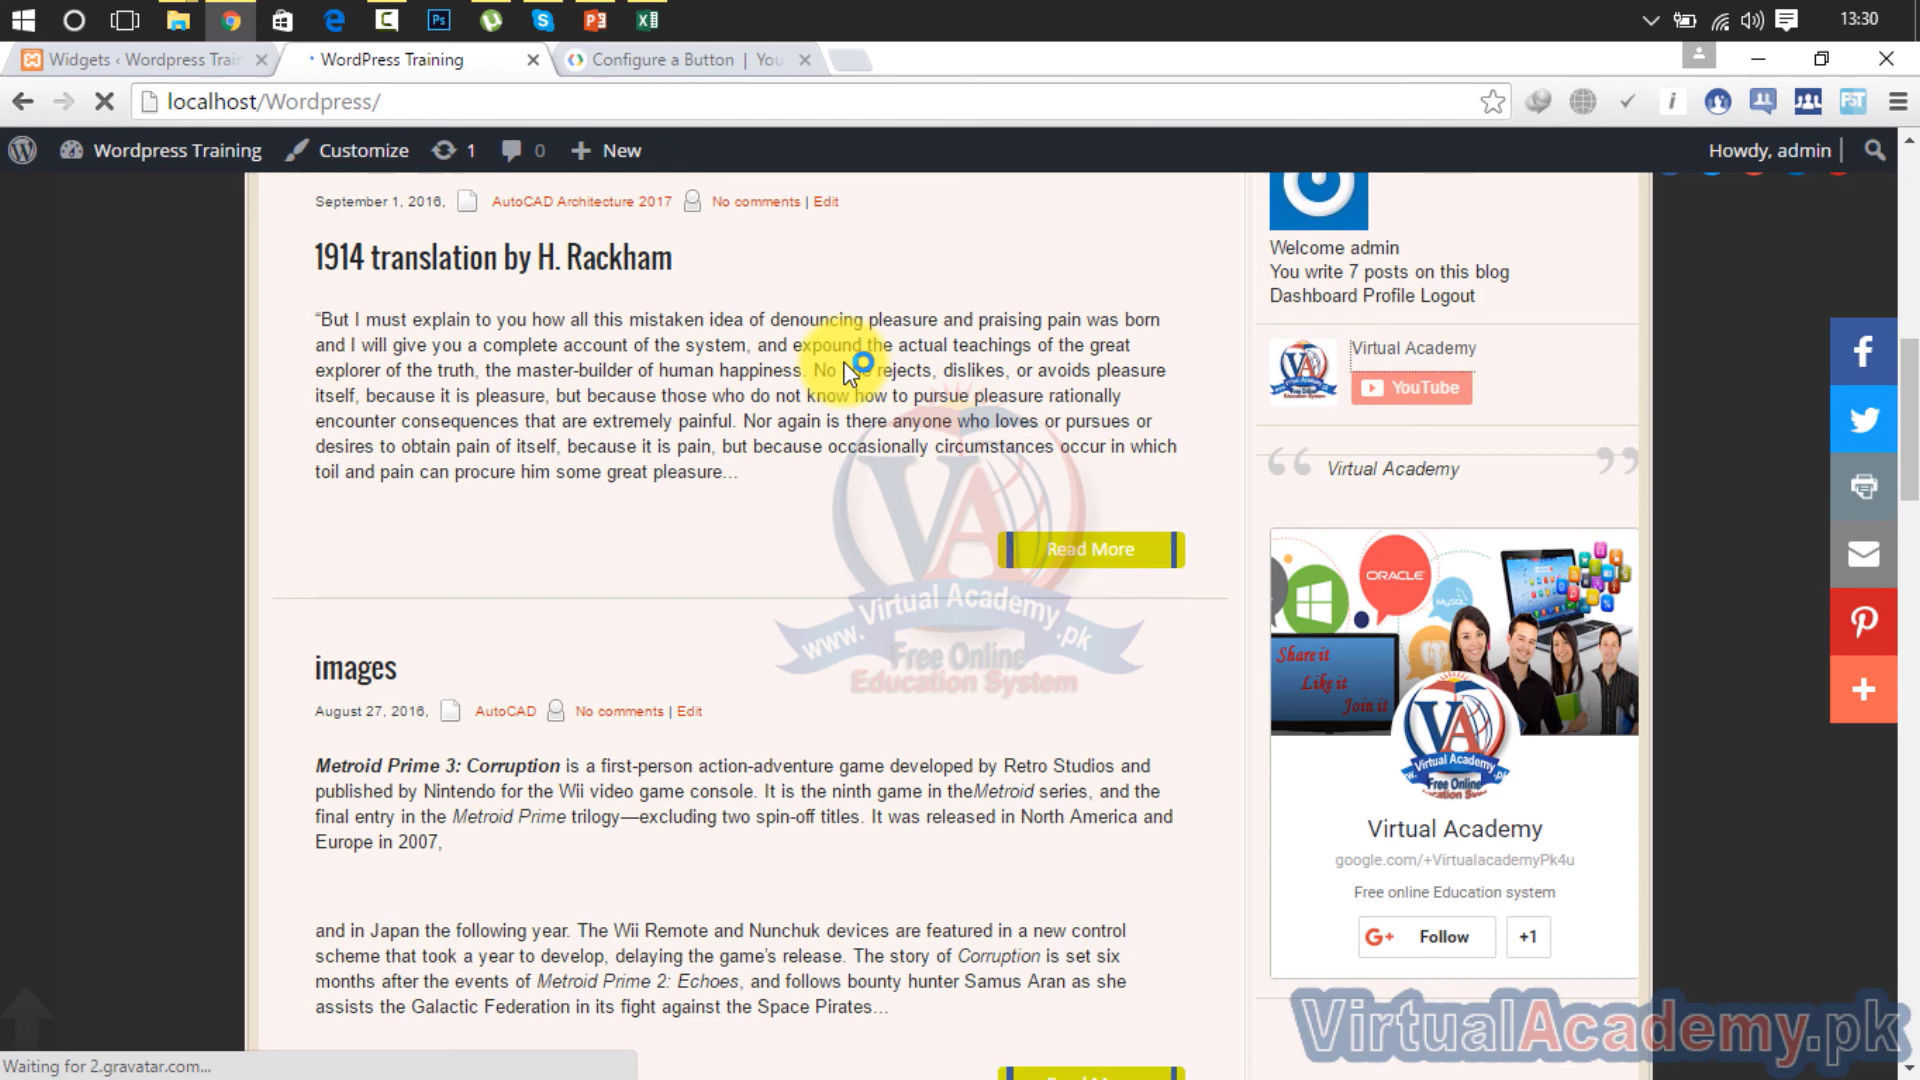 13:30
Widgets ‹ Wordpress Trai
WordPress Training
Configure a Button | You
localhost/Wordpress/
Wordpress Training
Customize
1
0
New
Howdy, admin
September 1, 2016,
AutoCAD Architecture 2017
No comments | Edit
1914 translation by H. Rackham
“But I must explain to you how all this mistaken idea of denouncing pleasure and praising pain was born
and I will give you a complete account of the system, and expound the actual teachings of the great
explorer of the truth, the master-builder of human happiness. No rejects, dislikes, or avoids pleasure
itself, because it is pleasure, but because those who do not know how to pursue pleasure rationally
encounter consequences that are extremely painful. Nor again is there anyone who loves or pursues or
desires to obtain pain of itself, because it is pain, but because occasionally circumstances occur in which
toil and pain can procure him some great pleasure...
Read More
images
August 27, 2016,
AutoCAD
No comments | Edit
Metroid Prime 3: Corruption is a first-person action-adventure game developed by Retro Studios and
published by Nintendo for the Wii video game console. It is the ninth game in theMetroid series, and the
final entry in the Metroid Prime trilogy—excluding two spin-off titles. It was released in North America and
Europe in 2007,
and in Japan the following year. The Wii Remote and Nunchuk devices are featured in a new control
scheme that took a year to develop, delaying the game’s release. The story of Corruption is set six
months after the events of Metroid Prime 2: Echoes, and follows bounty hunter Samus Aran as she
assists the Galactic Federation in its fight against the Space Pirates...
Welcome admin
You write 7 posts on this blog
Dashboard Profile Logout
Virtual Academy
YouTube
Virtual Academy
ORACLE
MySQL
Share it
Like it
Join it
VA
Virtual Academy
Free Online
Virtual Academy
google.com/+VirtualacademyPk4u
Free online Education system
G+ Follow
+1
VA
www.Virtual Academy.pk
Free Online
Education System
VirtualAcademy.pk
Waiting for 2.gravatar.com...